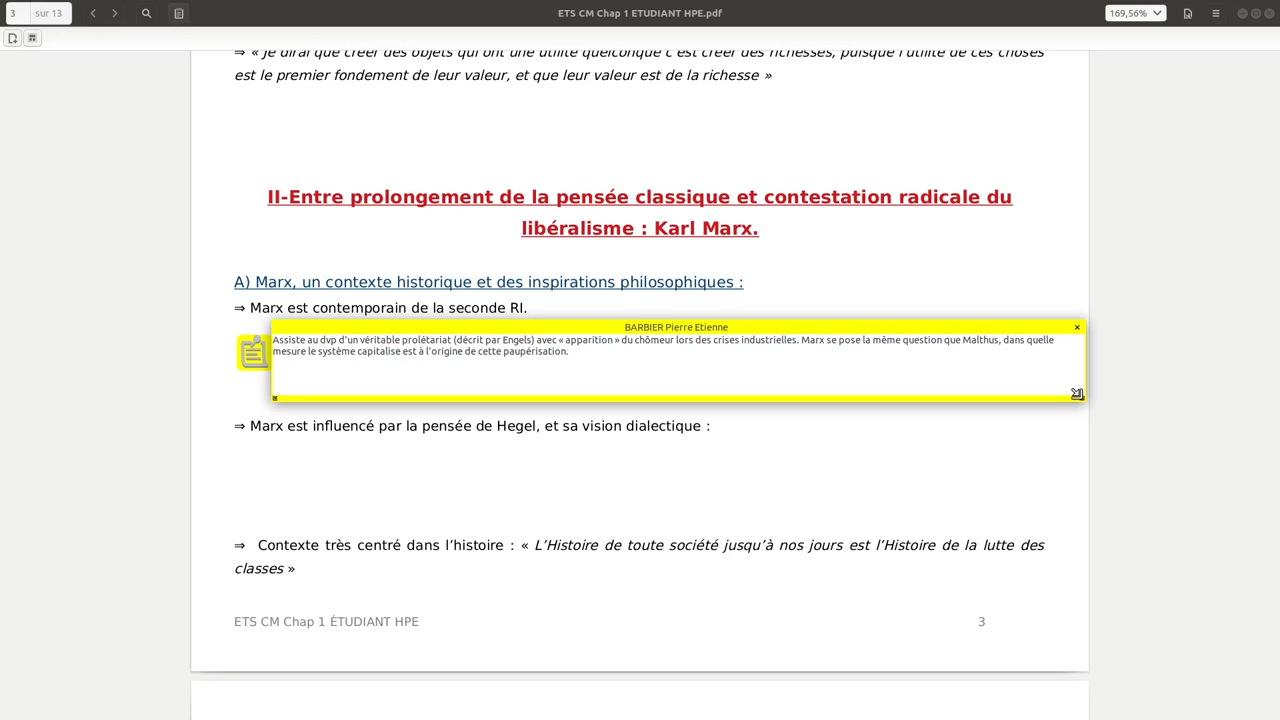 3 sur 13
ETS CM Chap 1 ETUDIANT HPE.pdf
169,56%
⇒ « Je dirai que créer des objets qui ont une utilité quelconque c'est créer des richesses, puisque l'utilité de ces choses
est le premier fondement de leur valeur, et que leur valeur est de la richesse »
II-Entre prolongement de la pensée classique et contestation radicale du
libéralisme : Karl Marx.
A) Marx, un contexte historique et des inspirations philosophiques :
⇒ Marx est contemporain de la seconde RI.
BARBIER Pierre Etienne
Assiste au dvp d'un véritable prolétariat (décrit par Engels) avec « apparition » du chômeur lors des crises industrielles. Marx se pose la même question que Malthus, dans quelle
mesure le système capitalise est à l'origine de cette paupérisation.
⇒ Marx est influencé par la pensée de Hegel, et sa vision dialectique :
⇒ Contexte très centré dans l'histoire : « L'Histoire de toute société jusqu'à nos jours est l'Histoire de la lutte des
classes »
ETS CM Chap 1 ÉTUDIANT HPE 3